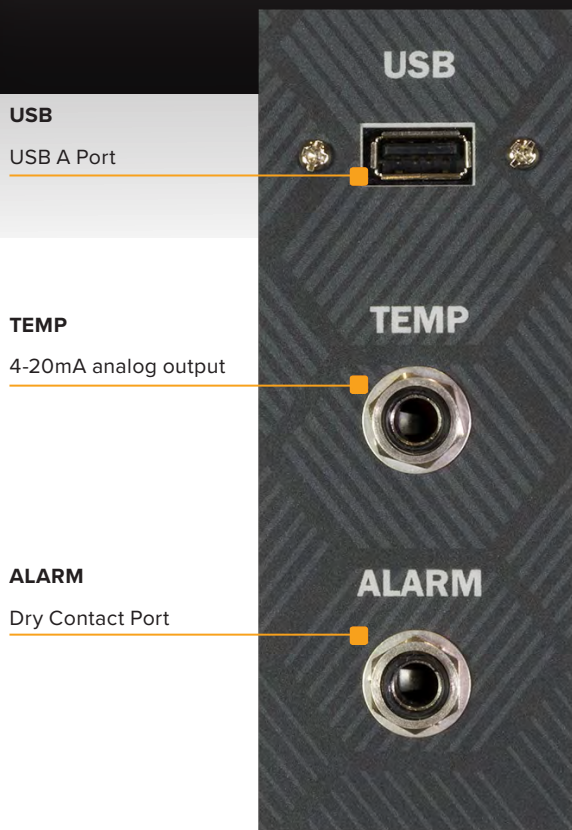 USB
USB
USB A Port
TEMP
TEMP
4-20mA analog output
ALARM
ALARM
Dry Contact Port